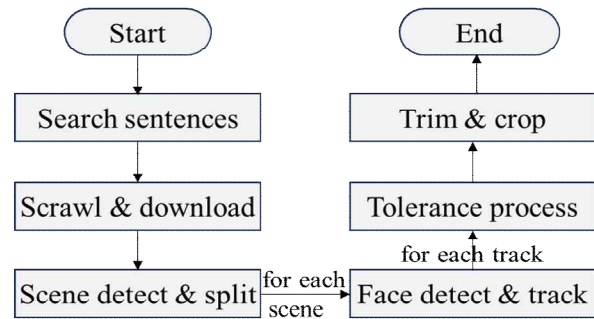 Start
Search sentences
Scrawl & download
Scene detect & split
for each
scene
Face detect & track
for each track
Tolerance process
Trim & crop
End